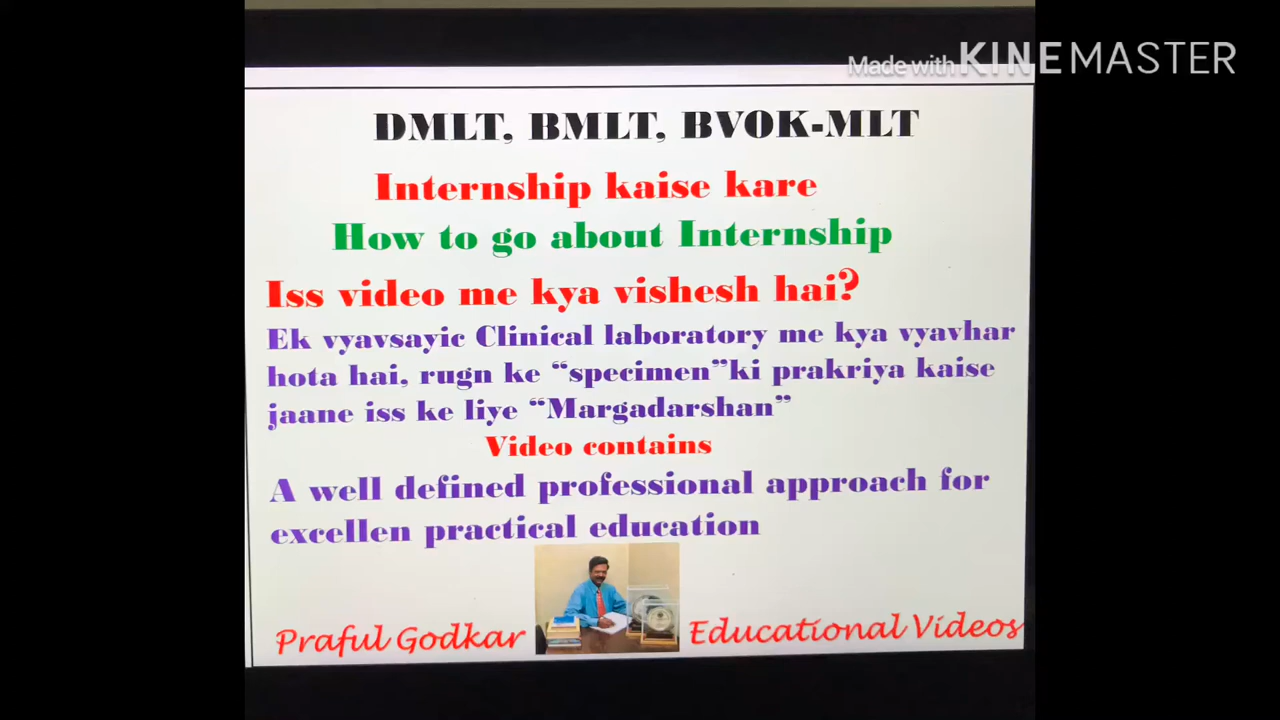 Made with KINEMASTER
DMLT, BMLT, BVOK-MLT
Internship kaise kare
How to go about Internship
Iss video me kya vishesh hai?
Ek vyavsayic Clinical laboratory me kya vyavhar
hota hai, rugn ke “specimen”ki prakriya kaise
jaane iss ke liye “Margadarshan”
Video contains
A well defined professional approach for
excellen practical education
Praful Godkar Educational Videos